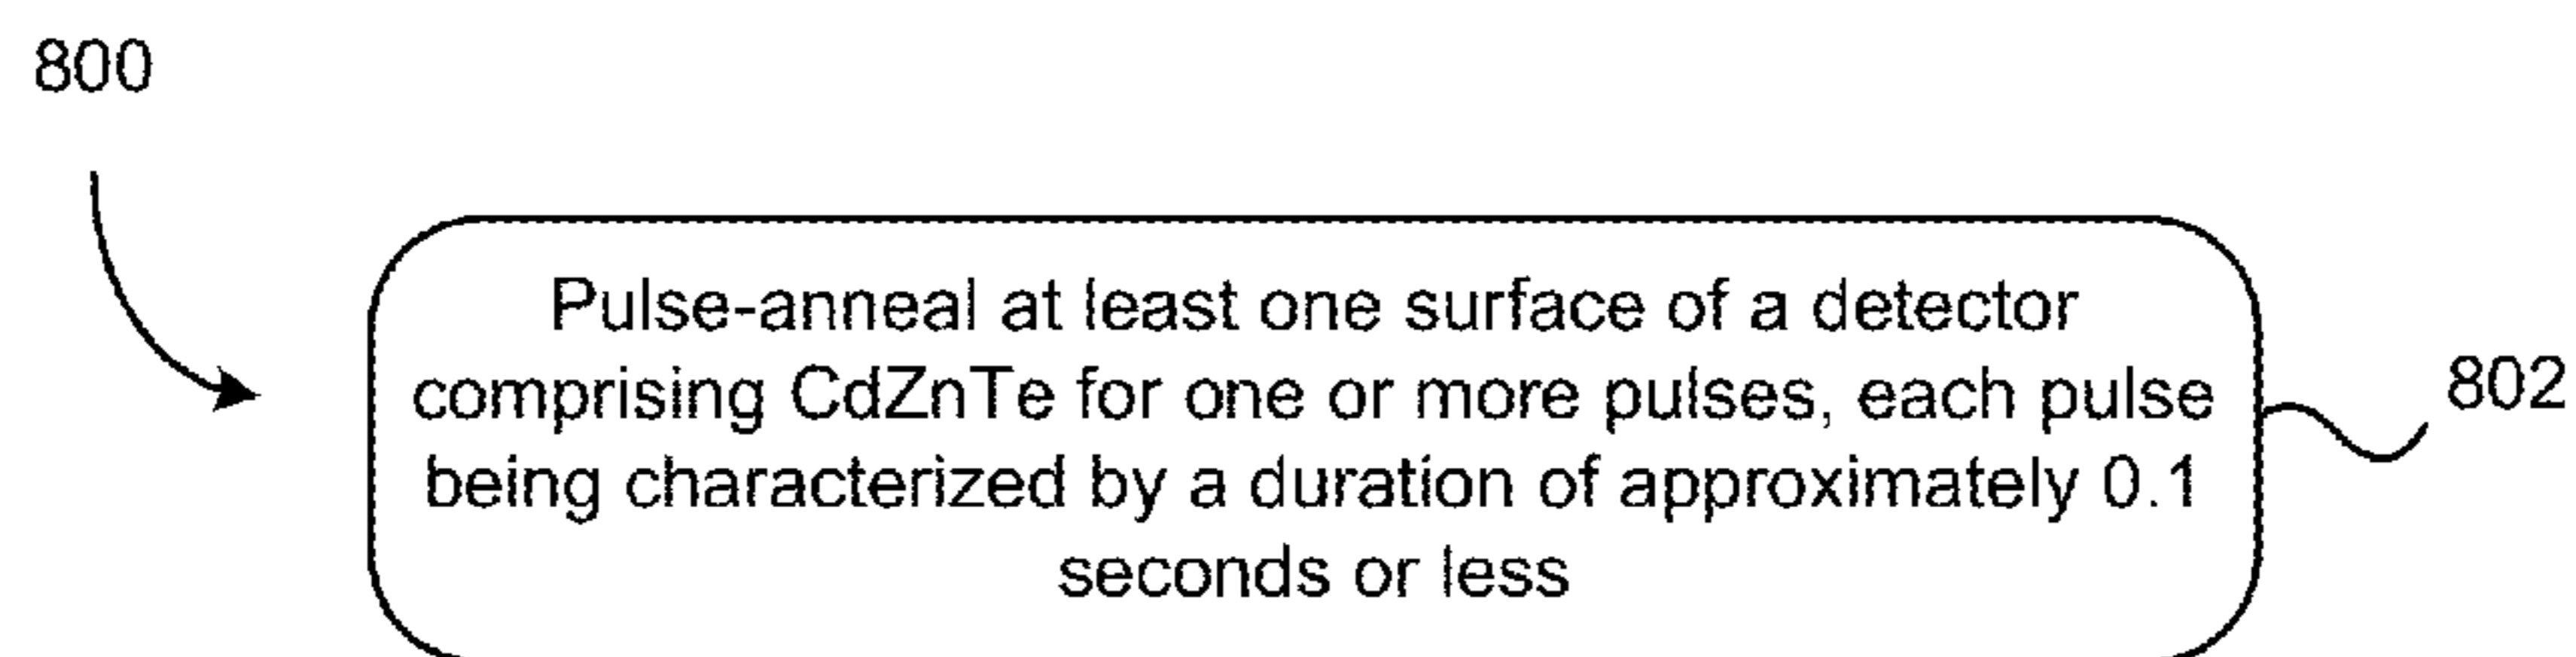 800
Pulse-anneal at least one surface of a detector
comprising CdZnTe for one or more pulses, each pulse
being characterized by a duration of approximately 0.1
seconds or less
802